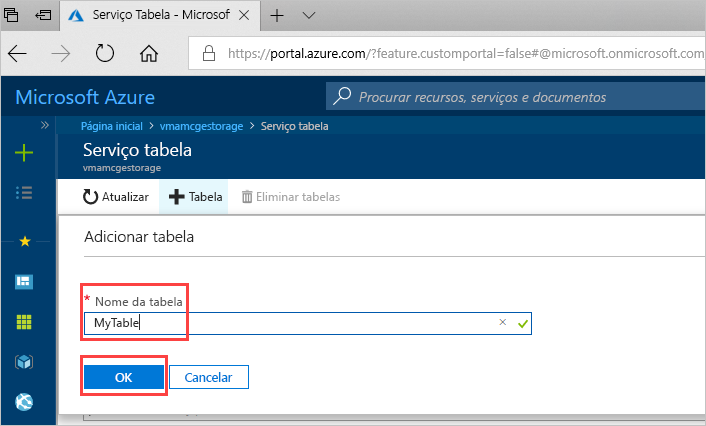 Serviço Tabela - Microsof
https://portal.azure.com/?feature.customportal=false#@microsoft.onmicrosoft.com
Microsoft Azure
Procurar recursos, serviços e documentos
Página inicial > vmamcgestorage > Serviço tabela
Serviço tabela
vmamcgestorage
Atualizar + Tabela Eliminar tabelas
Adicionar tabela
* Nome da tabela
MyTable
OK Cancelar